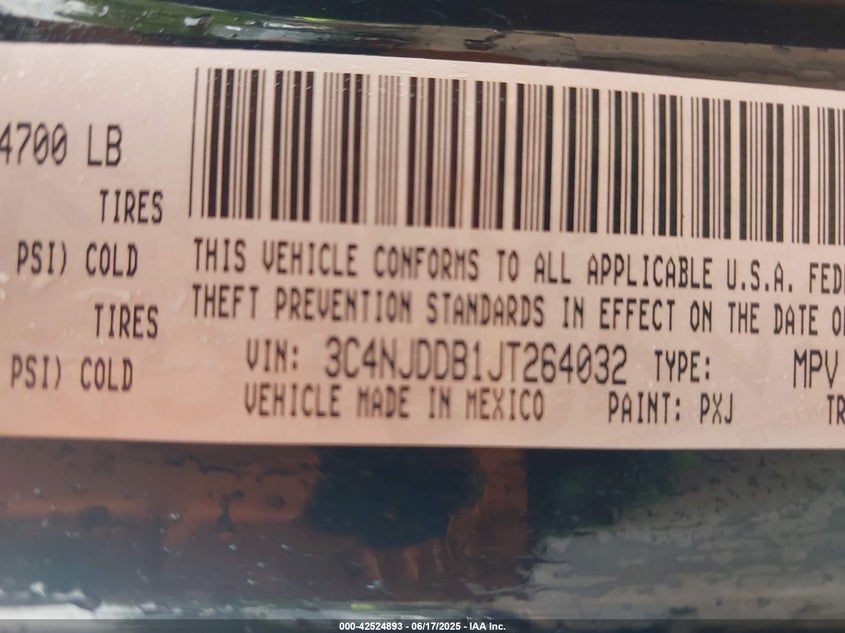 4700 LB
TIRES
PSI) COLD
TIRES
PSI) COLD
THIS VEHICLE CONFORMS TO ALL APPLICABLE U.S.A. FED
THEFT PREVENTION STANDARDS IN EFFECT ON THE DATE O
VIN: 3C4NJDDB1JT264032 TYPE: MPV
VEHICLE MADE IN MEXICO PAINT: PXJ TR
000-42524893 - 06/17/2025 - IAA Inc.